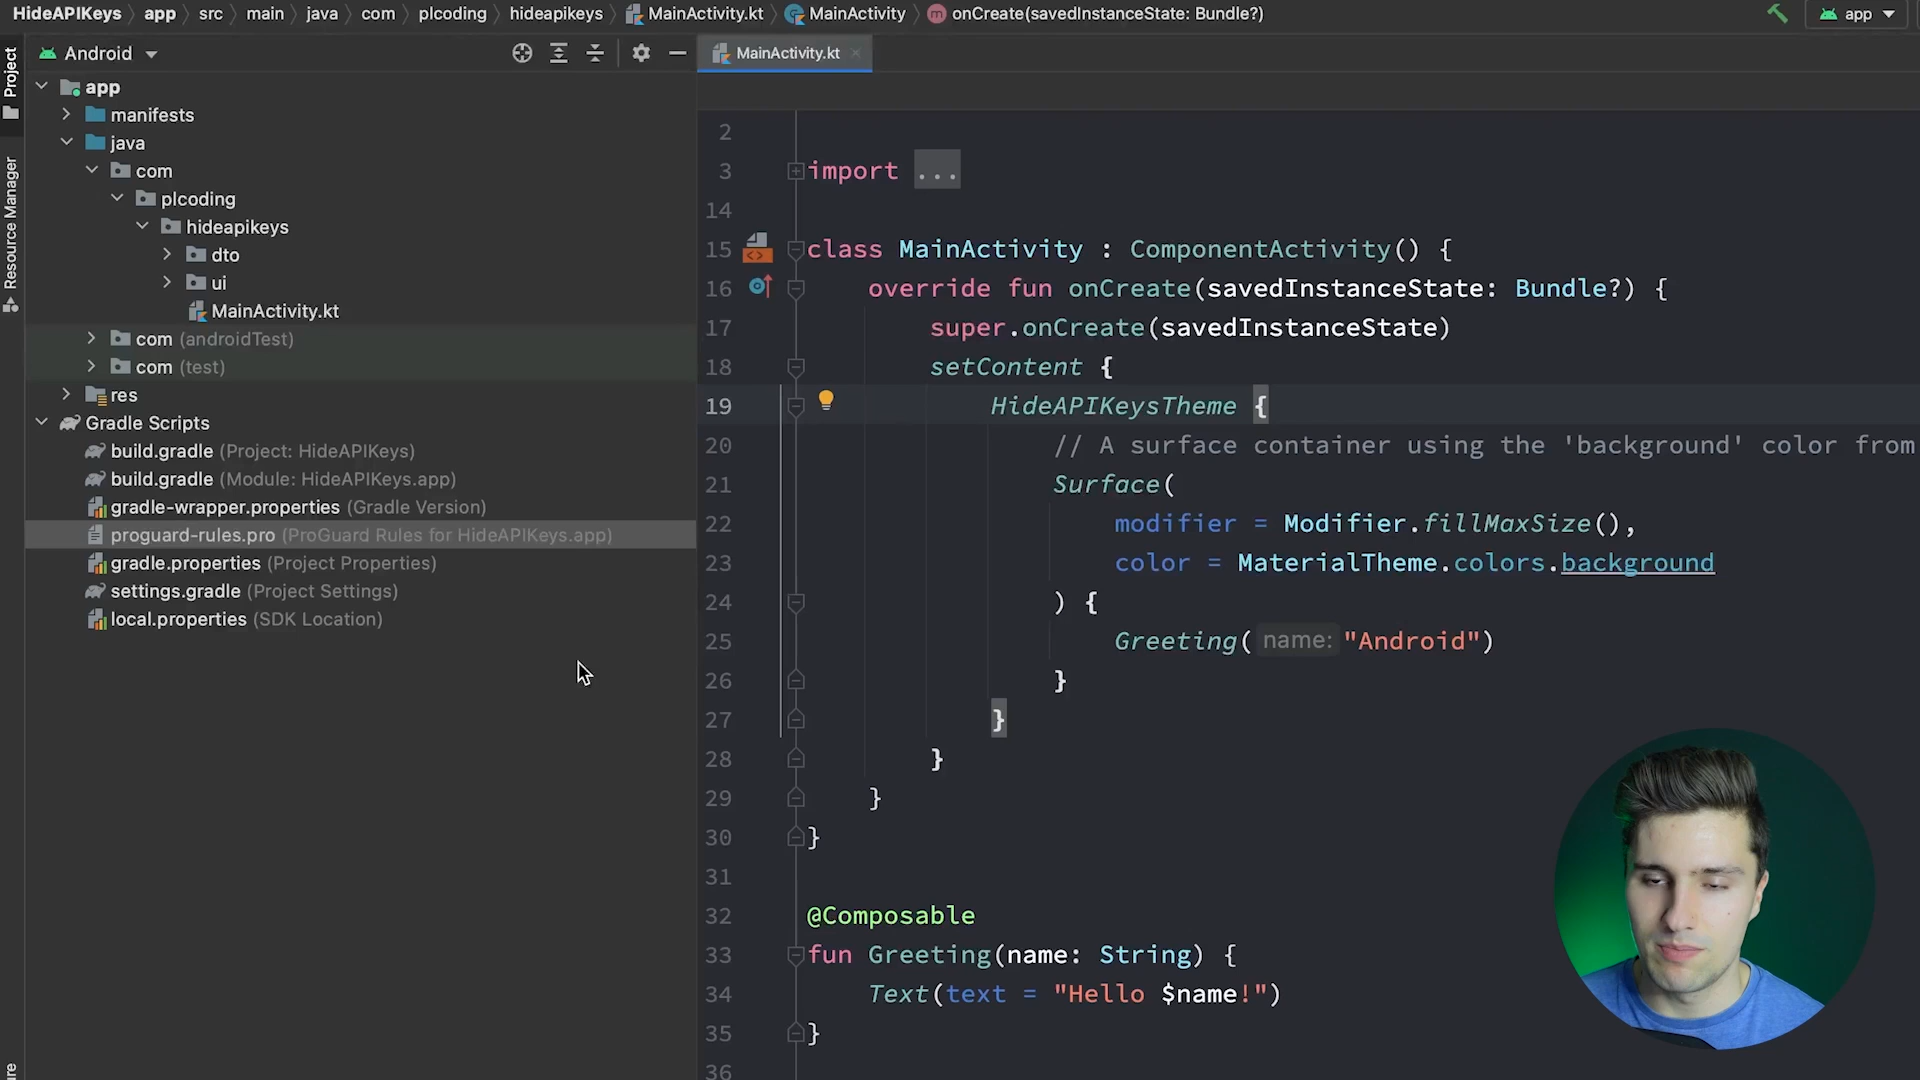 HideAPIKeys app src main java com plcoding hideapikeys MainActivity.kt MainActivity m onCreate(savedInstanceState: Bundle?) app
Project
Resource Manager
Android
app
manifests
java
com
plcoding
hideapikeys
dto
ui
MainActivity.kt
com (androidTest)
com (test)
res
Gradle Scripts
build.gradle (Project: HideAPIKeys)
build.gradle (Module: HideAPIKeys.app)
gradle-wrapper.properties (Gradle Version)
proguard-rules.pro (ProGuard Rules for HideAPIKeys.app)
gradle.properties (Project Properties)
settings.gradle (Project Settings)
local.properties (SDK Location)
MainActivity.kt
2
3 import ...
14
15 class MainActivity : ComponentActivity() {
16 override fun onCreate(savedInstanceState: Bundle?) {
17 super.onCreate(savedInstanceState)
18 setContent {
19 HideAPIKeysTheme {
20 // A surface container using the 'background' color from
21 Surface(
22 modifier = Modifier.fillMaxSize(),
23 color = MaterialTheme.colors.background
24 ) {
25 Greeting( name: "Android")
26 }
27 }
28 }
29 }
30 }
31
32 @Composable
33 fun Greeting(name: String) {
34 Text(text = "Hello $name!")
35 }
36